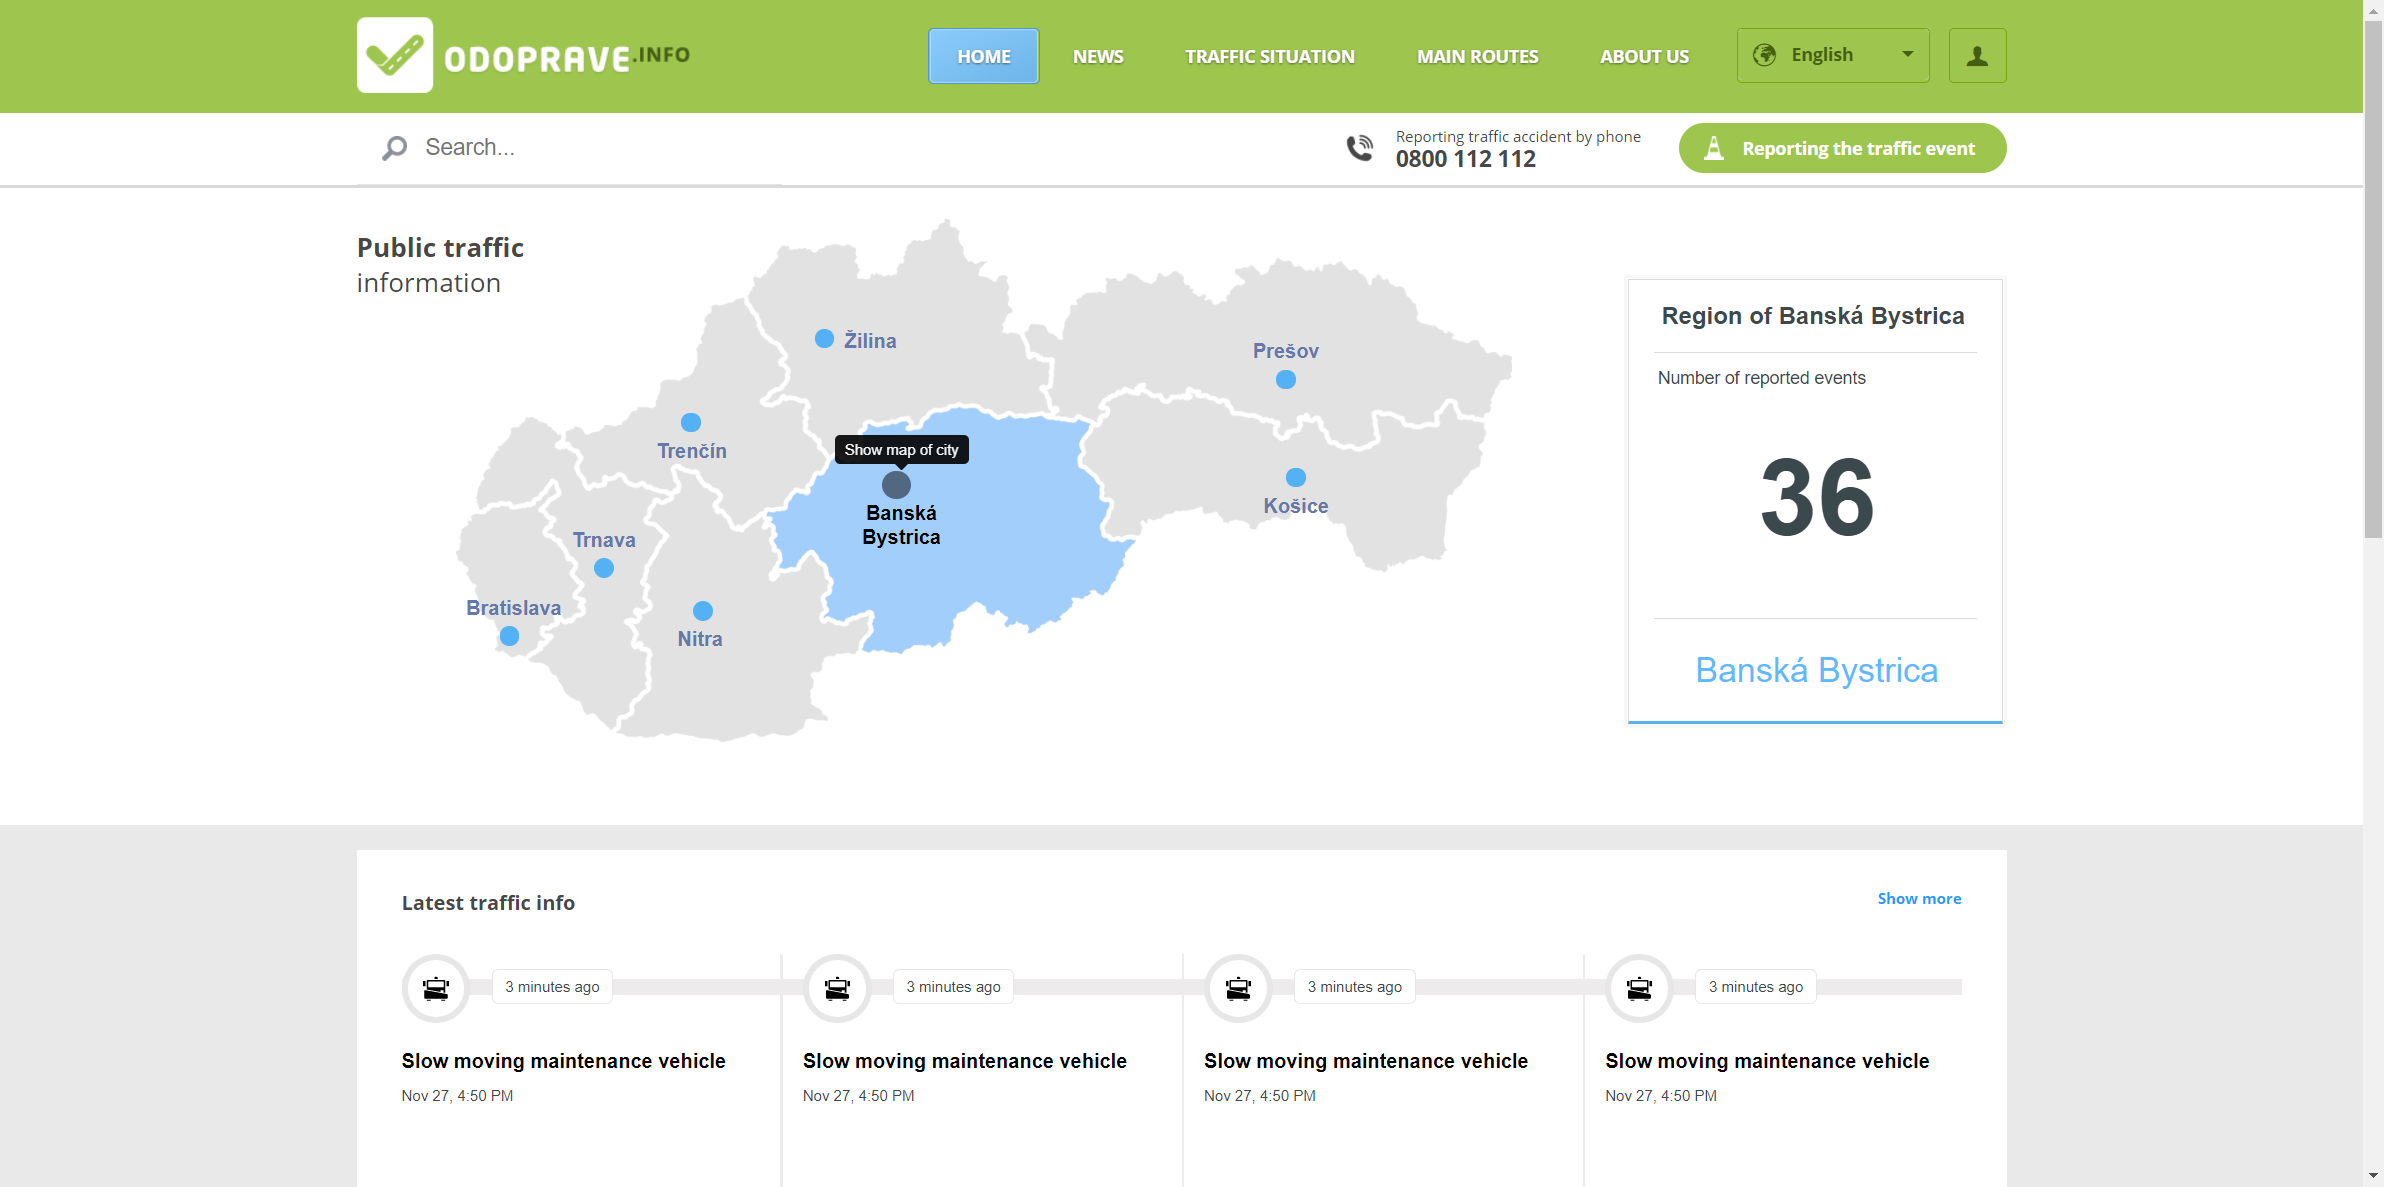 ODOPRAVE.INFO
HOME
NEWS
TRAFFIC SITUATION
MAIN ROUTES
ABOUT US
English
Search...
Reporting traffic accident by phone
0800 112 112
Reporting the traffic event
Public traffic
information
Žilina
Prešov
Trenčín
Show map of city
Banská
Bystrica
Košice
Trnava
Bratislava
Nitra
Region of Banská Bystrica
Number of reported events
36
Banská Bystrica
Latest traffic info
Show more
3 minutes ago
Slow moving maintenance vehicle
Nov 27, 4:50 PM
3 minutes ago
Slow moving maintenance vehicle
Nov 27, 4:50 PM
3 minutes ago
Slow moving maintenance vehicle
Nov 27, 4:50 PM
3 minutes ago
Slow moving maintenance vehicle
Nov 27, 4:50 PM